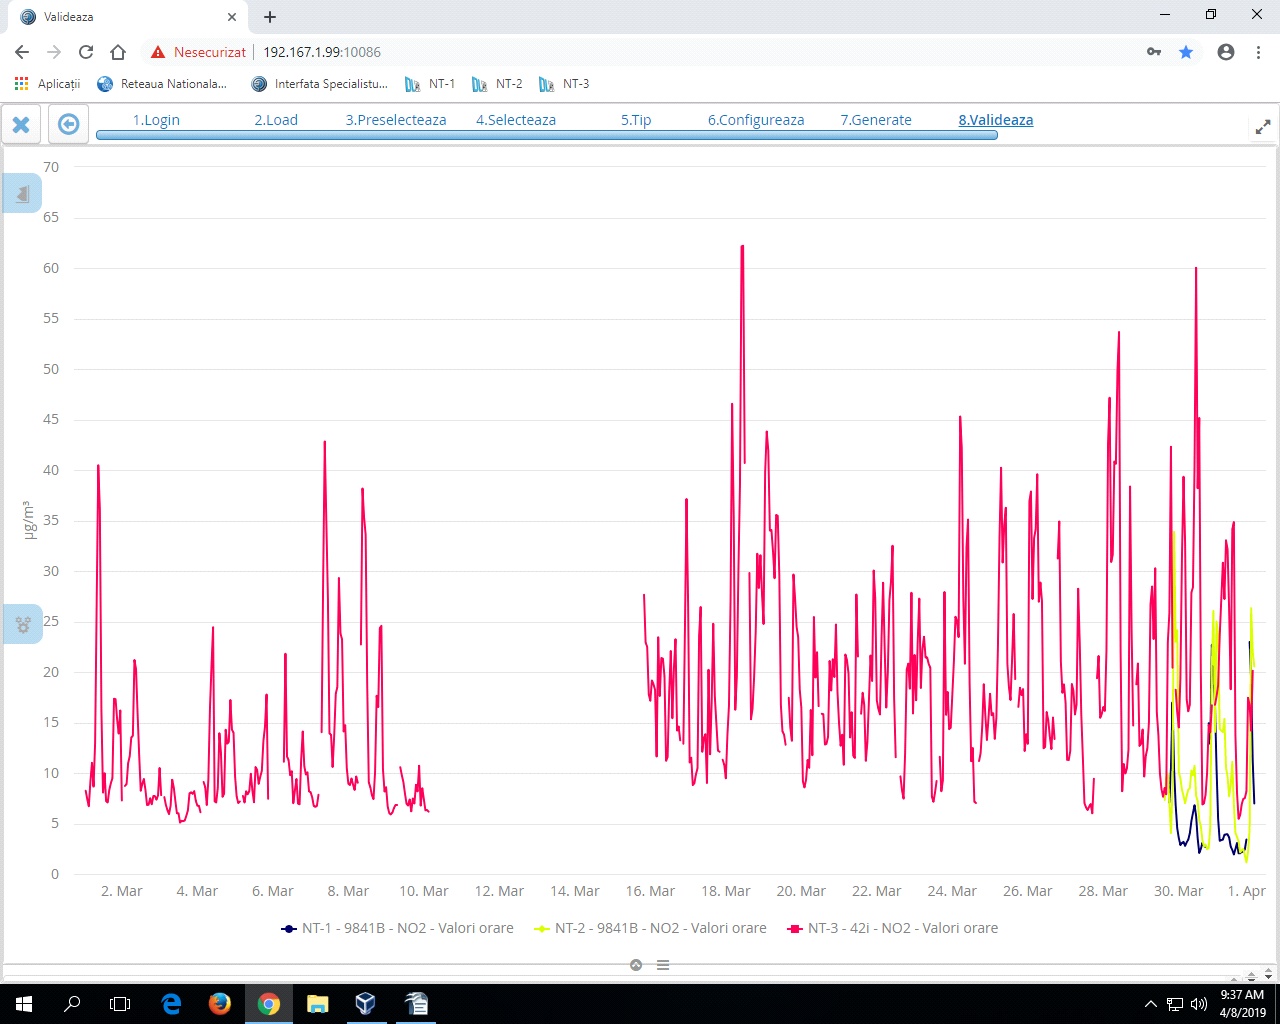 Valideaza
Nesecurizat 192.167.1.99:10086
Aplicații Reteaua Nationala... Interfata Specialistu... NT-1 NT-2 NT-3
1.Login 2.Load 3.Preselecteaza 4.Selecteaza 5.Tip 6.Configureaza 7.Generate 8.Valideaza
70
65
60
55
50
45
40
35
30
25
20
15
10
5
0
µg/m³
2. Mar 4. Mar 6. Mar 8. Mar 10. Mar 12. Mar 14. Mar 16. Mar 18. Mar 20. Mar 22. Mar 24. Mar 26. Mar 28. Mar 30. Mar 1. Apr
NT-1 - 9841B - NO2 - Valori orare NT-2 - 9841B - NO2 - Valori orare NT-3 - 42i - NO2 - Valori orare
9:37 AM
4/8/2019